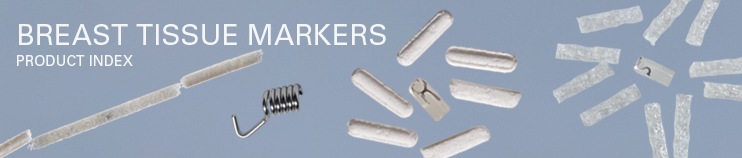 BREAST TISSUE MARKERS
PRODUCT INDEX